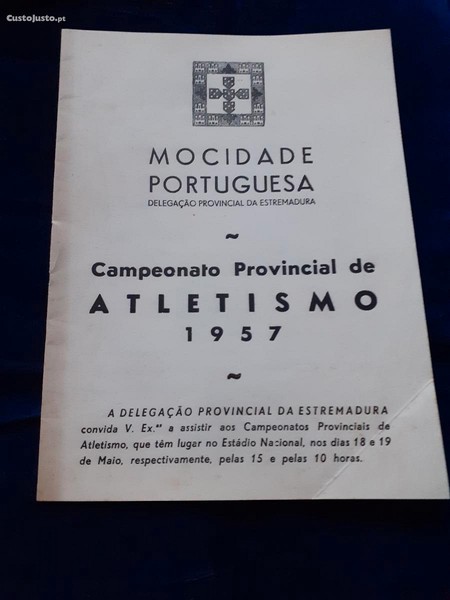 CustoJusto.pt
MOCIDADE
PORTUGUESA
DELEGAÇÃO PROVINCIAL DA ESTREMADURA
~
Campeonato Provincial de
ATLETISMO
1957
~
A DELEGAÇÃO PROVINCIAL DA ESTREMADURA
convida V. Ex.ª a assistir aos Campeonatos Provinciais de
Atletismo, que têm lugar no Estádio Nacional, nos dias 18 e 19
de Maio, respectivamente, pelas 15 e pelas 10 horas.